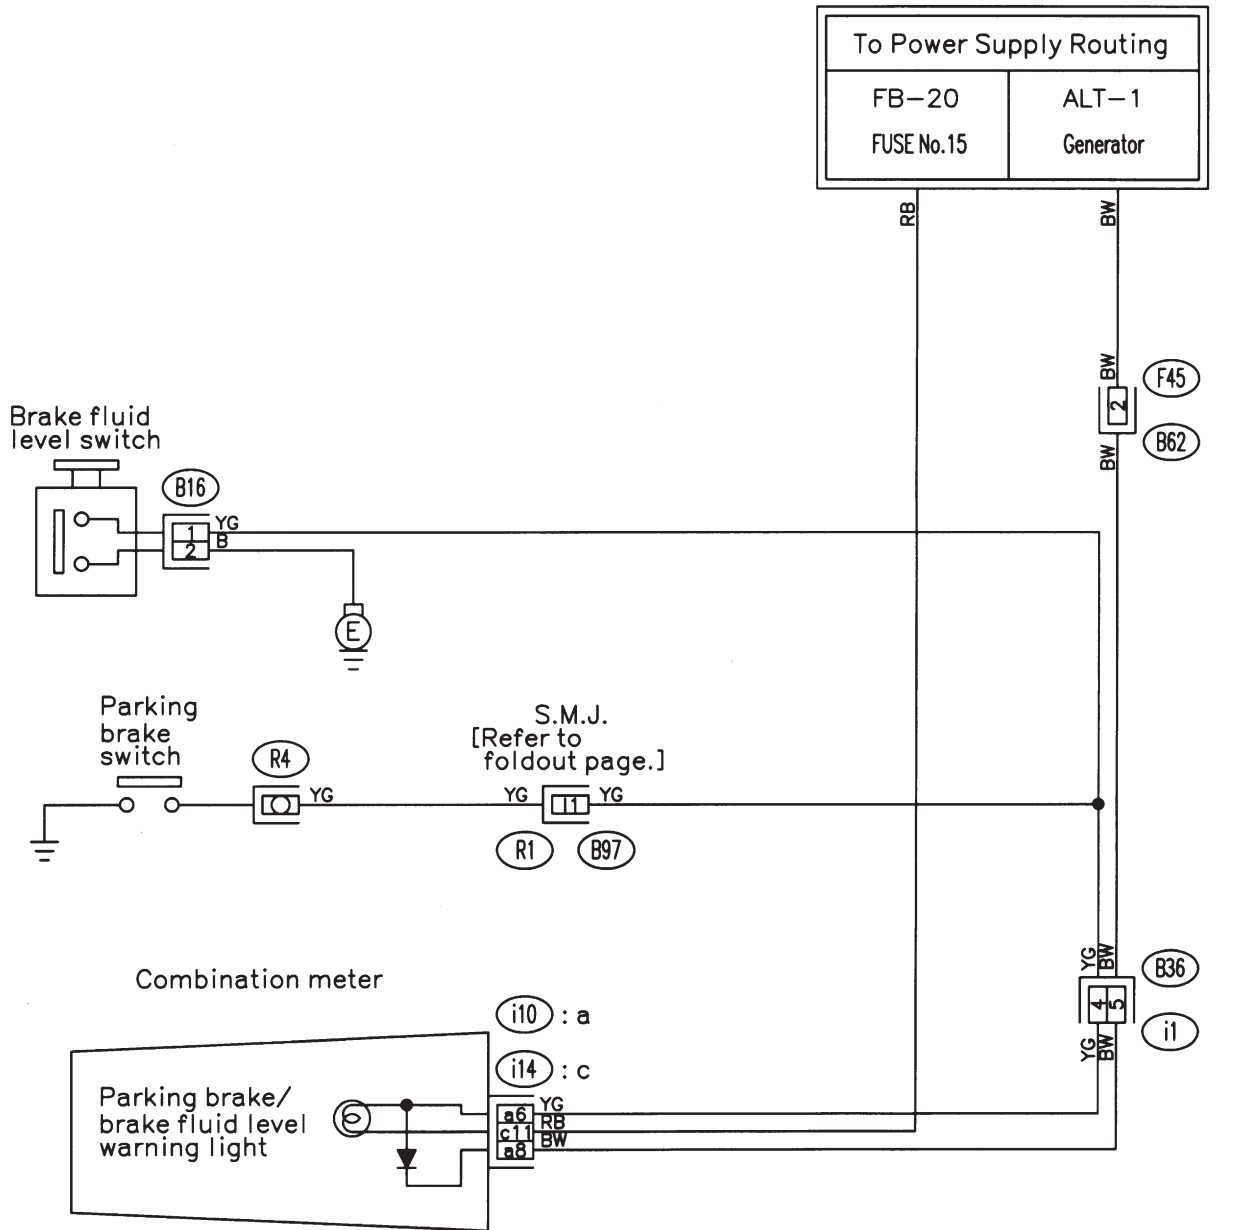 To Power Supply Routing
FB-20
ALT-1
FUSE No.15
Generator
RB
BW
BW
F45
2
B62
BW
Brake fluid
level switch
B16
1
YG
2
B
E
Parking
brake
switch
R4
YG
S.M.J.
[Refer to
foldout page.]
YG
11
YG
R1
B97
YG
BW
B36
4
5
i1
YG
BW
Combination meter
i10 : a
i14 : c
Parking brake/
brake fluid level
warning light
a6
YG
c11
RB
a8
BW